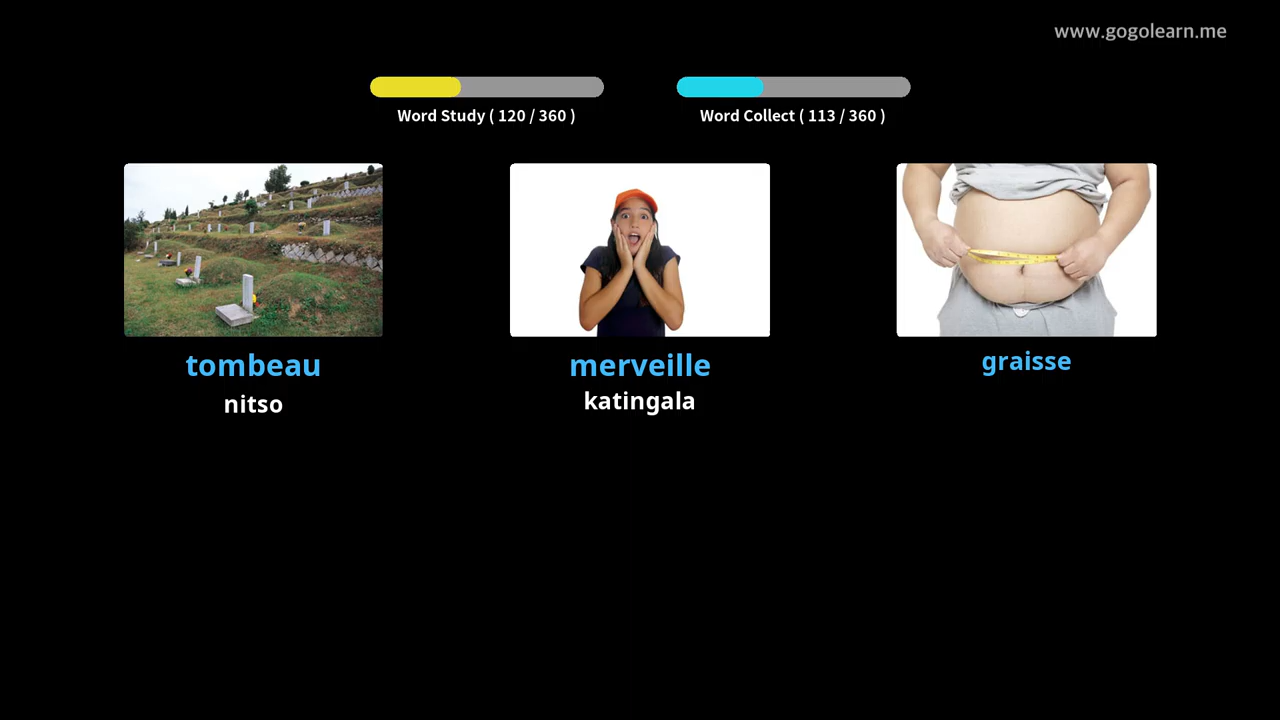 www.gogolearn.me
Word Study ( 120 / 360 )
Word Collect ( 113 / 360 )
tombeau
nitso
merveille
katingala
graisse